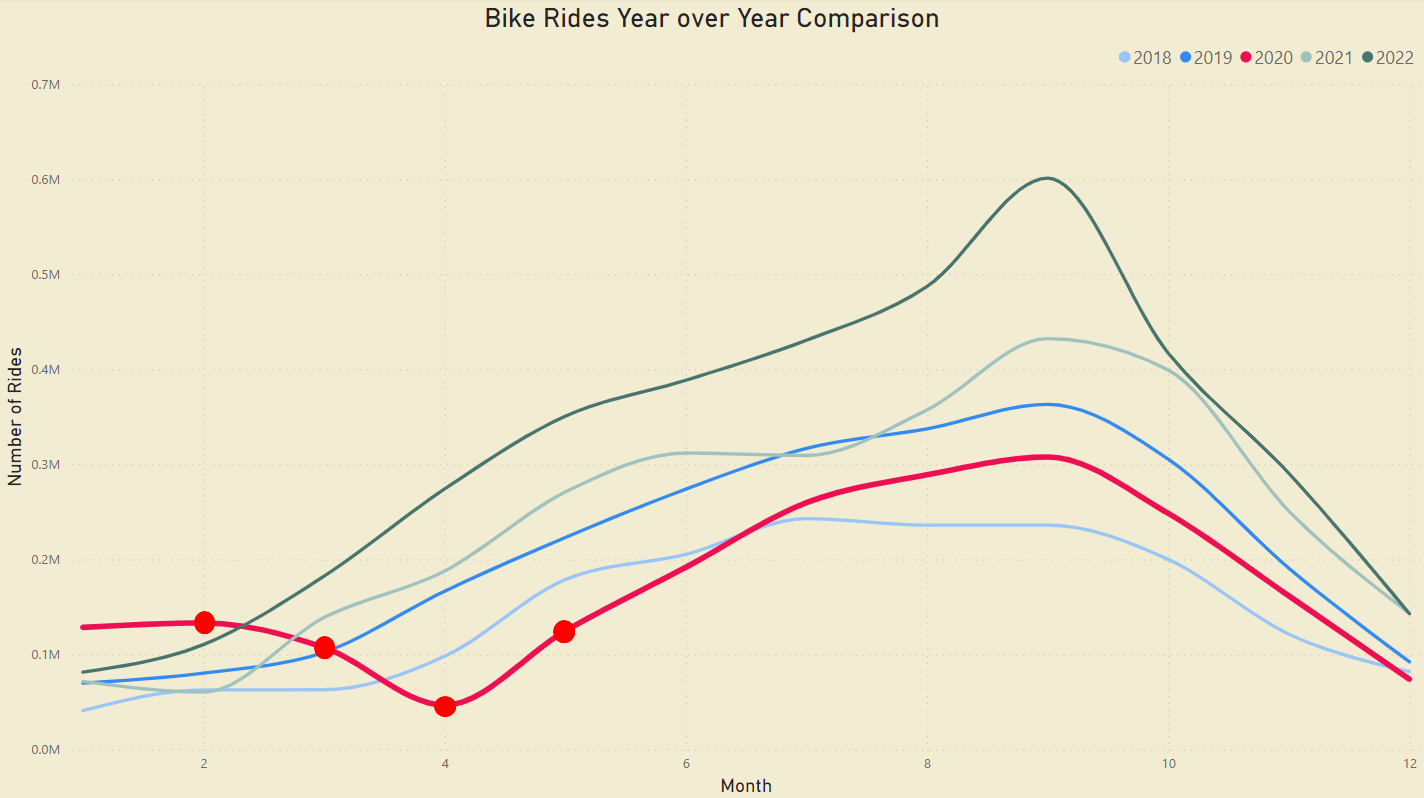 Bike Rides Year over Year Comparison
2018 2019 2020 2021 2022
0.7M
0.6M
0.5M
0.4M
0.3M
0.2M
0.1M
0.0M
Number of Rides
2 4 6 8 10 12
Month